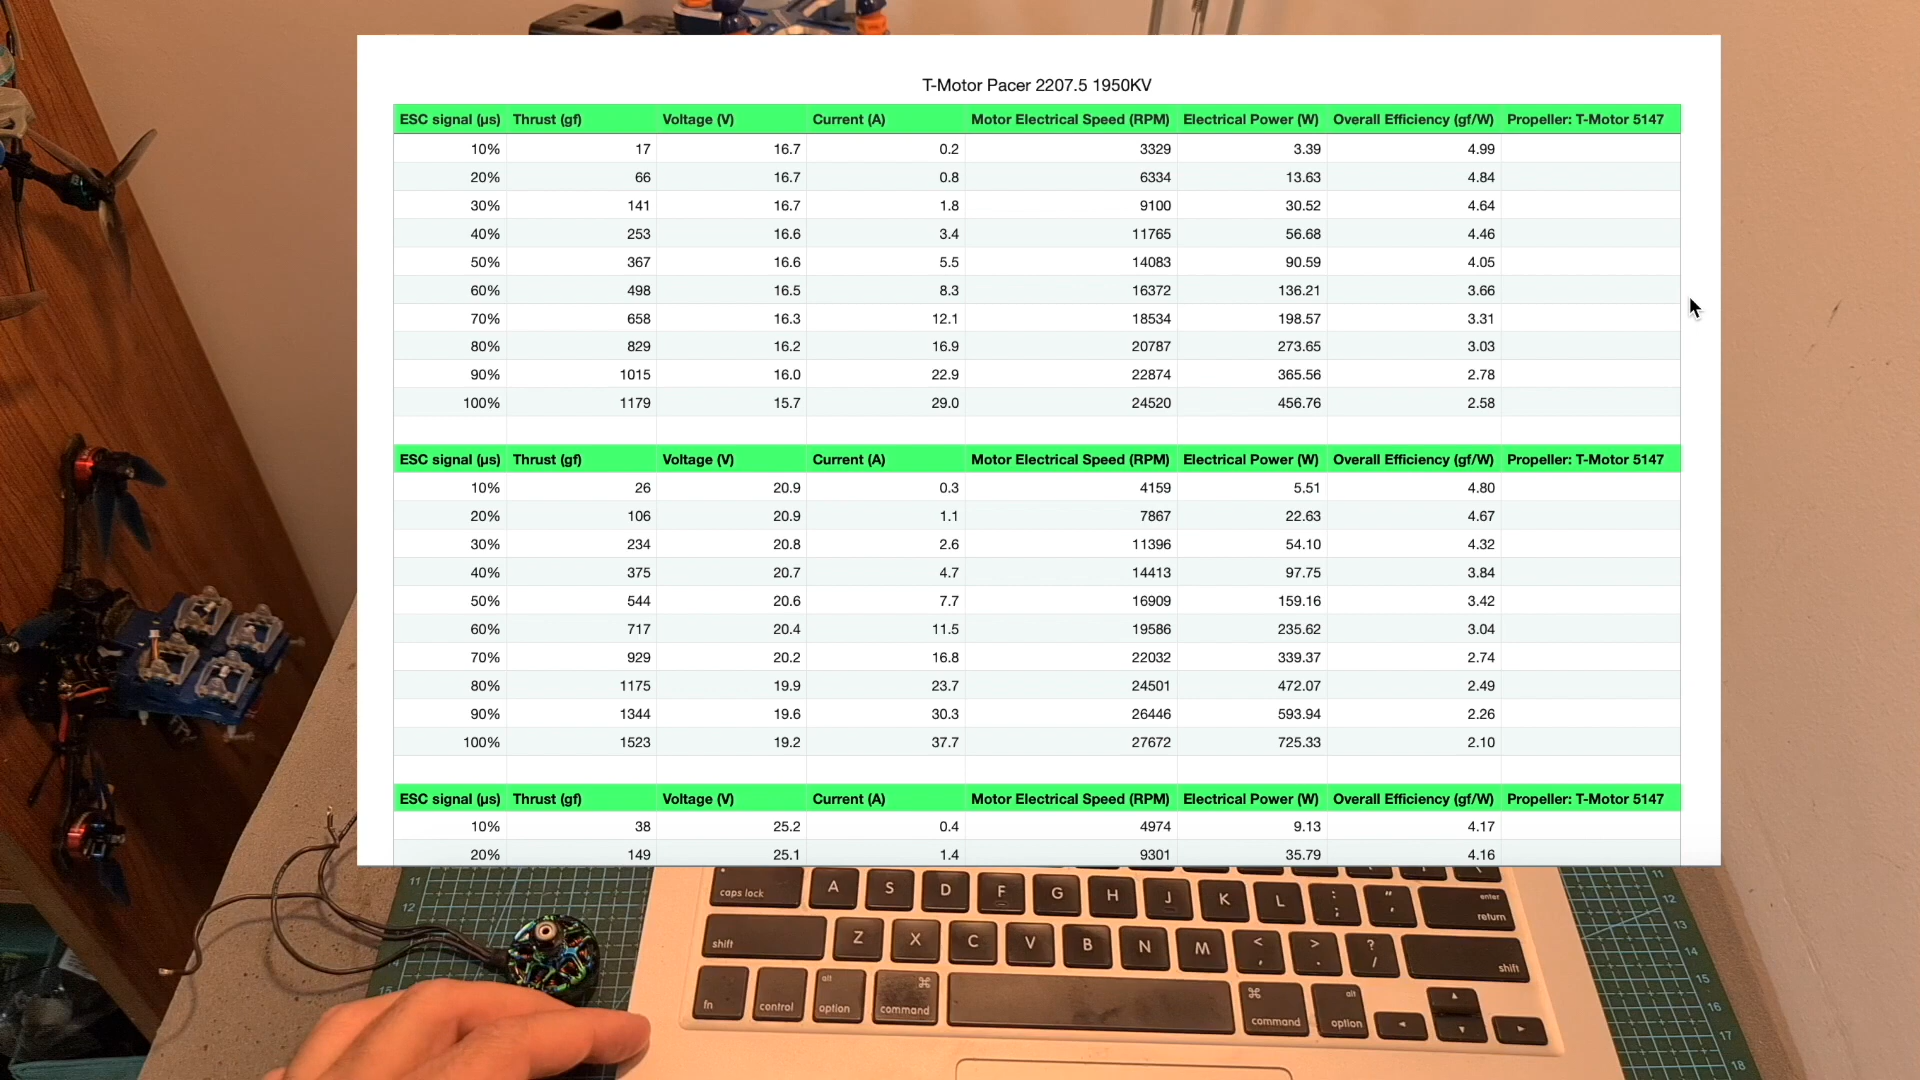 T-Motor Pacer 2207.5 1950KV
ESC signal (µs) Thrust (gf) Voltage (V) Current (A) Motor Electrical Speed (RPM) Electrical Power (W) Overall Efficiency (gf/W) Propeller: T-Motor 5147
10% 17 16.7 0.2 3329 3.39 4.99
20% 66 16.7 0.8 6334 13.63 4.84
30% 141 16.7 1.8 9100 30.52 4.64
40% 253 16.6 3.4 11765 56.68 4.46
50% 367 16.6 5.5 14083 90.59 4.05
60% 498 16.5 8.3 16372 136.21 3.66
70% 658 16.3 12.1 18534 198.57 3.31
80% 829 16.2 16.9 20787 273.65 3.03
90% 1015 16.0 22.9 22874 365.56 2.78
100% 1179 15.7 29.0 24520 456.76 2.58
ESC signal (µs) Thrust (gf) Voltage (V) Current (A) Motor Electrical Speed (RPM) Electrical Power (W) Overall Efficiency (gf/W) Propeller: T-Motor 5147
10% 26 20.9 0.3 4159 5.51 4.80
20% 106 20.9 1.1 7867 22.63 4.67
30% 234 20.8 2.6 11396 54.10 4.32
40% 375 20.7 4.7 14413 97.75 3.84
50% 544 20.6 7.7 16909 159.16 3.42
60% 717 20.4 11.5 19586 235.62 3.04
70% 929 20.2 16.8 22032 339.37 2.74
80% 1175 19.9 23.7 24501 472.07 2.49
90% 1344 19.6 30.3 26446 593.94 2.26
100% 1523 19.2 37.7 27672 725.33 2.10
ESC signal (µs) Thrust (gf) Voltage (V) Current (A) Motor Electrical Speed (RPM) Electrical Power (W) Overall Efficiency (gf/W) Propeller: T-Motor 5147
10% 38 25.2 0.4 4974 9.13 4.17
20% 149 25.1 1.4 9301 35.79 4.16
caps lock A S D F G H J K L : ; " ' enter return
shift Z X C V B N M < , > . ? / shift
fn control alt option ⌘ command ⌘ command alt option ◄ ▲ ▼ ►
11
12
15
11
12
13
14
15
16
17
18